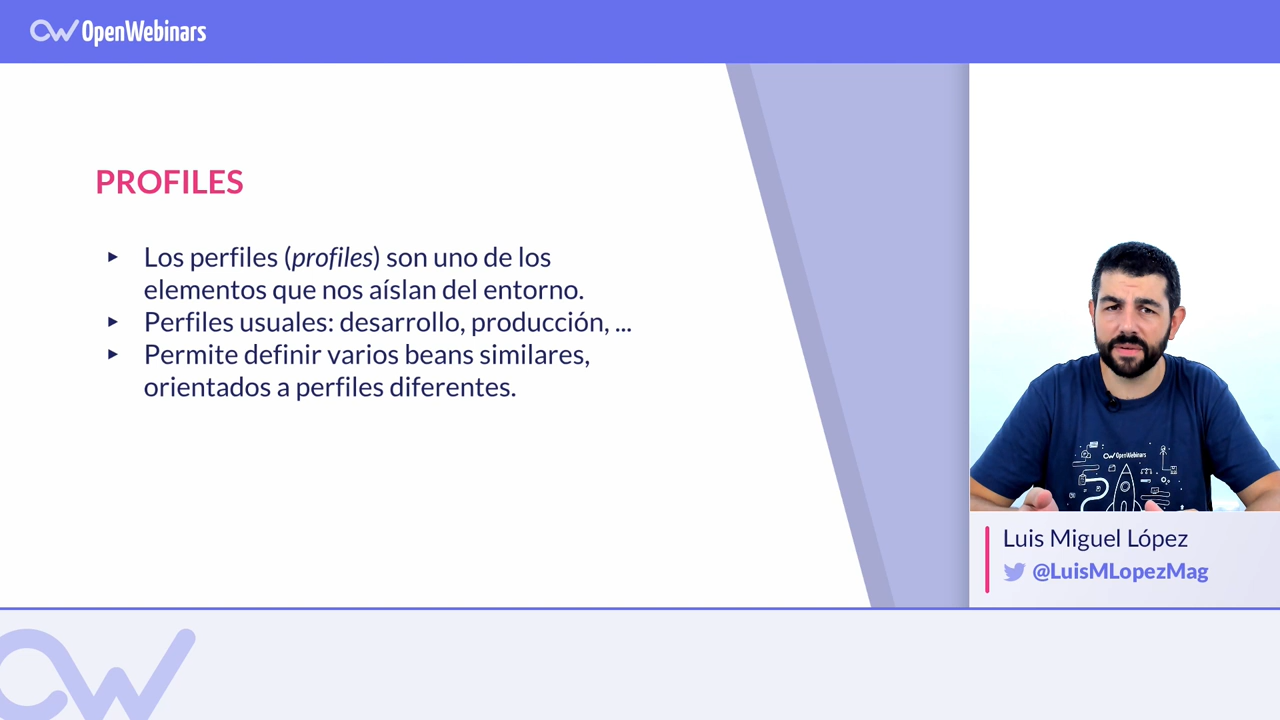 OpenWebinars
PROFILES
▸ Los perfiles (profiles) son uno de los
elementos que nos aíslan del entorno.
▸ Perfiles usuales: desarrollo, producción, ...
▸ Permite definir varios beans similares,
orientados a perfiles diferentes.
OpenWebinars
Luis Miguel López
@LuisMLopezMag